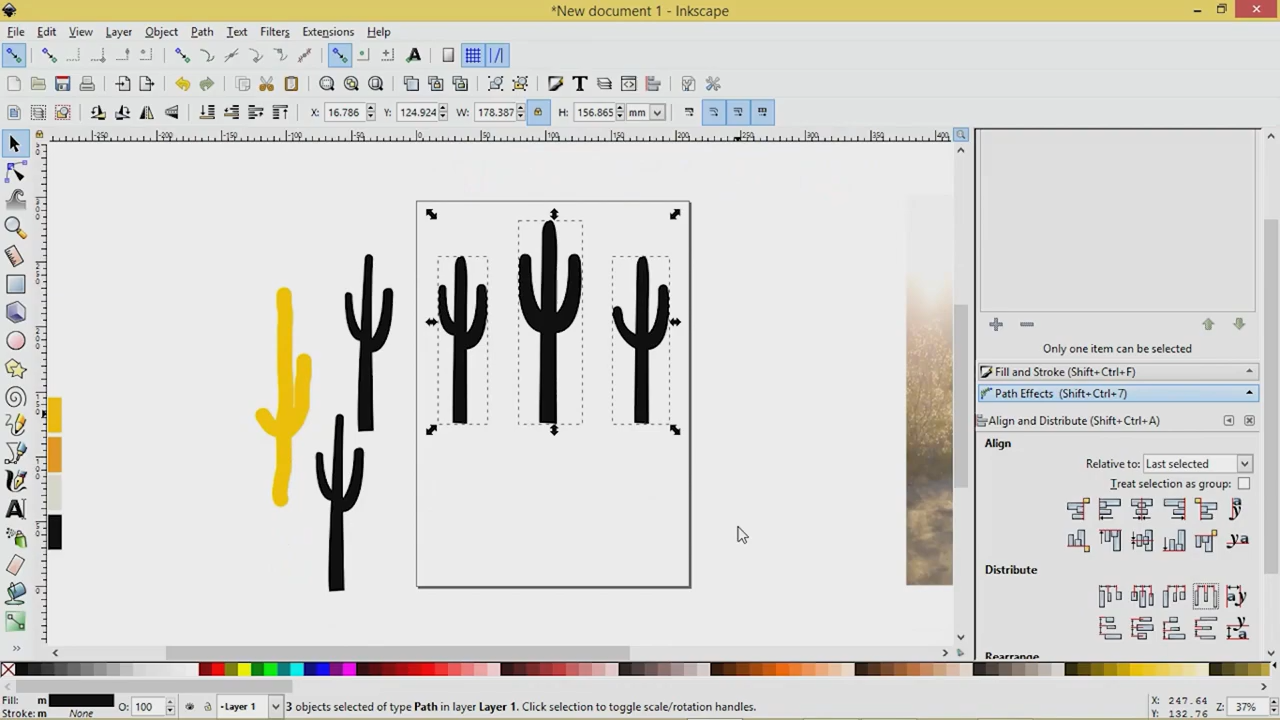 *New document 1 - Inkscape
File Edit View Layer Object Path Text Filters Extensions Help
X: 16.786 Y: 124.924 W: 178.387 H: 156.865 mm
Only one item can be selected
Fill and Stroke (Shift+Ctrl+F)
Path Effects (Shift+Ctrl+7)
Align and Distribute (Shift+Ctrl+A)
Align
Relative to: Last selected
Treat selection as group:
Distribute
Rearrange
Fill: m O: 100 Layer 1 3 objects selected of type Path in layer Layer 1. Click selection to toggle scale/rotation handles. X: 247.64 Z: 37%
Stroke: m None Y: 132.76